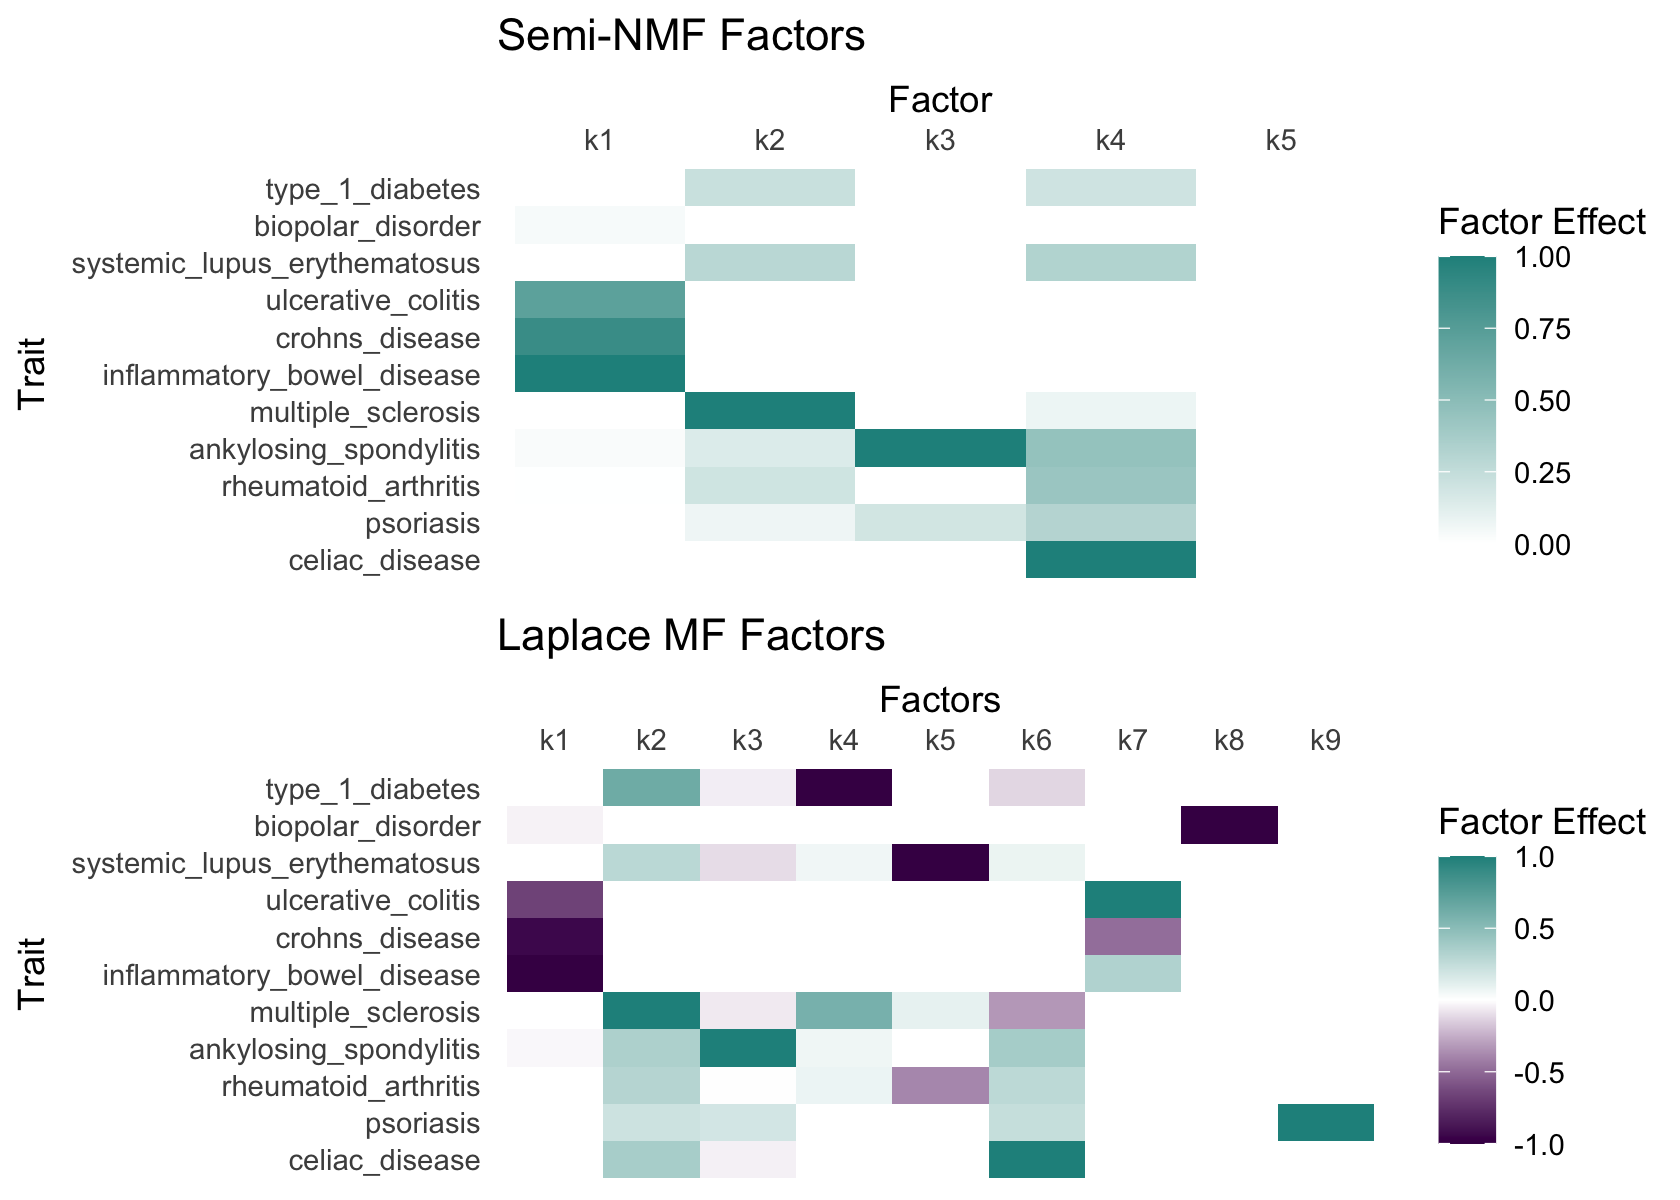 Semi-NMF Factors
Factor
k1 k2 k3 k4 k5
Trait
type_1_diabetes
biopolar_disorder
systemic_lupus_erythematosus
ulcerative_colitis
crohns_disease
inflammatory_bowel_disease
multiple_sclerosis
ankylosing_spondylitis
rheumatoid_arthritis
psoriasis
celiac_disease
Factor Effect
1.00
0.75
0.50
0.25
0.00
Laplace MF Factors
Factors
k1 k2 k3 k4 k5 k6 k7 k8 k9
Trait
type_1_diabetes
biopolar_disorder
systemic_lupus_erythematosus
ulcerative_colitis
crohns_disease
inflammatory_bowel_disease
multiple_sclerosis
ankylosing_spondylitis
rheumatoid_arthritis
psoriasis
celiac_disease
Factor Effect
1.0
0.5
0.0
-0.5
-1.0